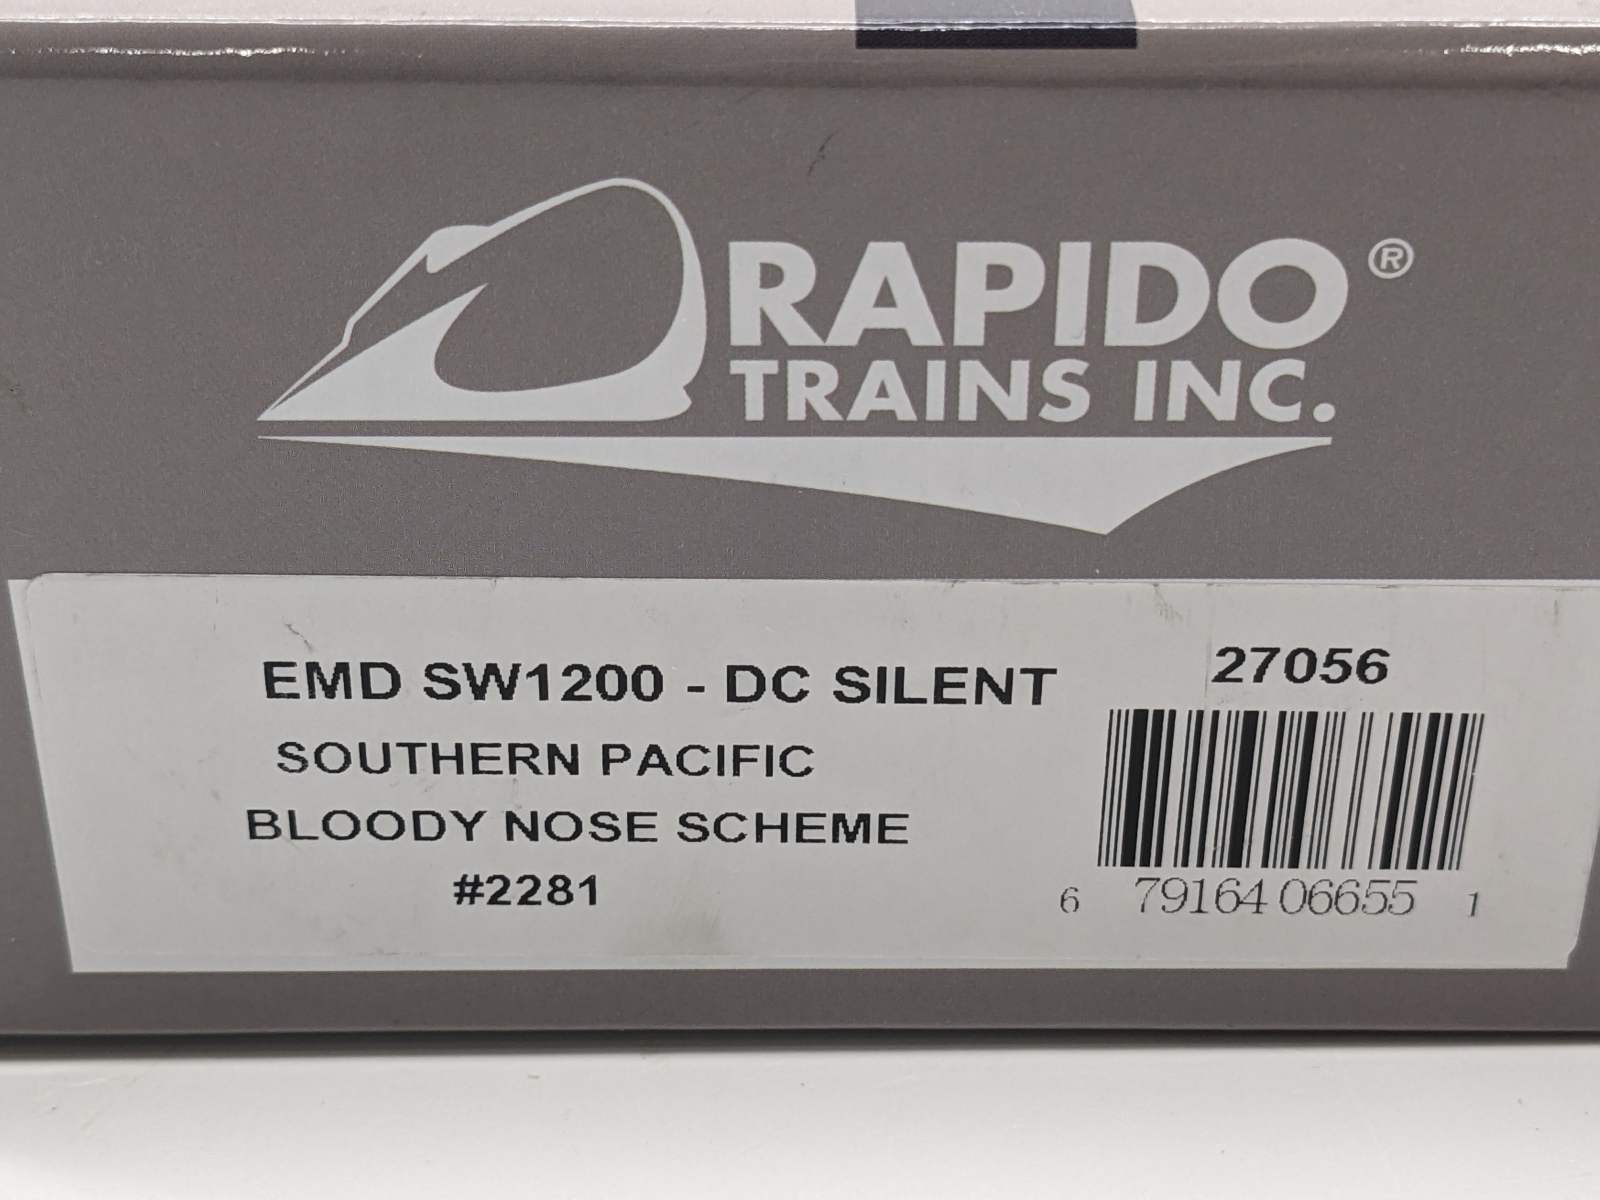 RAPIDO®
TRAINS INC.
EMD SW1200 - DC SILENT
27056
SOUTHERN PACIFIC
BLOODY NOSE SCHEME
#2281
6 79164 06655 1